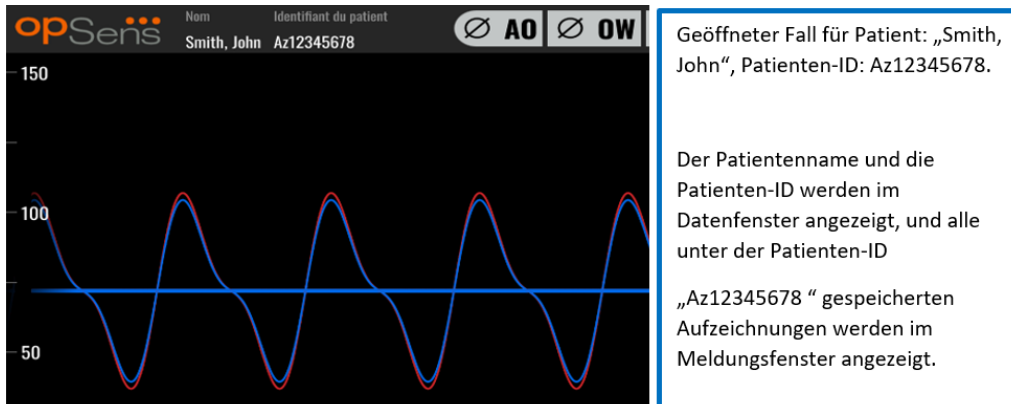 opSens
Nom Identifiant du patient
Smith, John Az12345678
Ø AO Ø OW
150
100
50
Geöffneter Fall für Patient: „Smith,
John“, Patienten-ID: Az12345678.
Der Patientenname und die
Patienten-ID werden im
Datenfenster angezeigt, und alle
unter der Patienten-ID
„Az12345678 “ gespeicherten
Aufzeichnungen werden im
Meldungsfenster angezeigt.